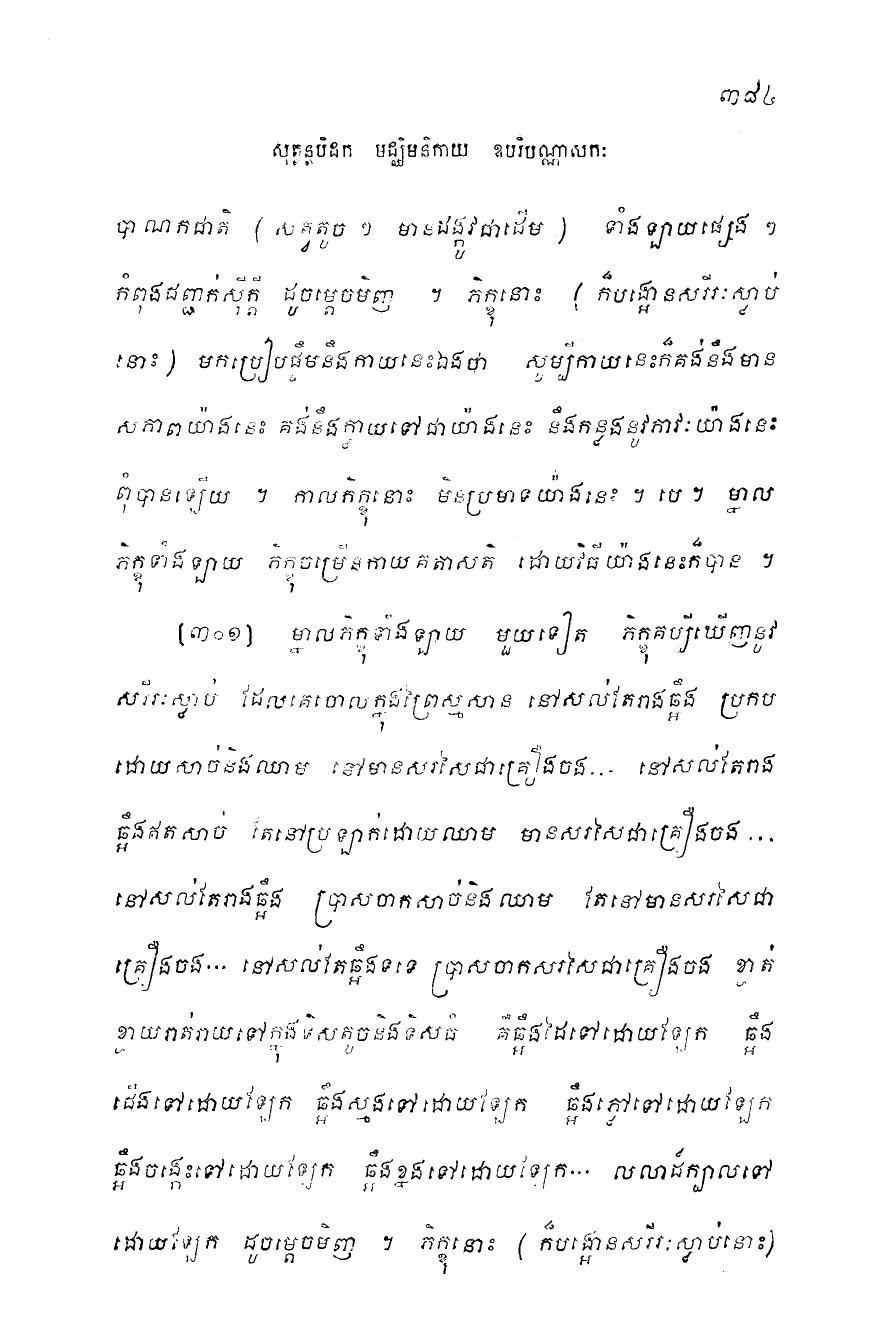 ៣៨៤
សុត្តន្តបិដក មជ្ឈិមនិកាយ ឧបរិបណ្ណាសកៈ
បាណកជាតិ ( សត្វតូច ៗ មានដង្កូវជាដើម ) ទាំងឡាយផ្សេង ៗ
កំពុងជញ្ជក់ស៊ីក្តី ដូចម្តេចមិញ ។ ភិក្ខុនោះ ( ក៏បង្អោនសរីរៈស្លាប់
នោះ ) មកប្រៀបផ្ទឹមនឹងកាយនេះឯងថា សូម្បីកាយនេះក៏គង់នឹងមាន
សភាពយ៉ាងនេះ គង់នឹងក្លាយទៅជាយ៉ាងនេះ នឹងកន្លងនូវភាវៈយ៉ាងនេះ
ពុំបានឡើយ ។ កាលភិក្ខុនោះ មិនប្រមាទយ៉ាងនេះ ។ បេ ។ ម្នាល
ភិក្ខុទាំងឡាយ ភិក្ខុចម្រើនកាយគតាសតិ ដោយវិធីយ៉ាងនេះក៏បាន ។
(៣០១) ម្នាលភិក្ខុទាំងឡាយ មួយទៀត ភិក្ខុគប្បីឃើញនូវ
សរីរៈស្លាប់ ដែលគេចោលក្នុងព្រៃស្មសាន នៅសល់តែរាងឆ្អឹង ប្រកប
ដោយសាច់និងឈាម នៅមានសរសៃជាគ្រឿងចង... នៅសល់តែរាង
ឆ្អឹងឥតសាច់ តែនៅប្រឡាក់ដោយឈាម មានសរសៃជាគ្រឿងចង...
នៅសល់តែរាងឆ្អឹង ប្រាសចាកសាច់និងឈាម តែនៅមានសរសៃជា
គ្រឿងចង... នៅសល់តែឆ្អឹងទទេ ប្រាសចាកសរសៃជាគ្រឿងចង ខ្ចាត់
ខ្ចាយរាត់រាយទៅក្នុងទិសតូចនិងទិសធំ គឺឆ្អឹងដៃទៅដោយឡែក ឆ្អឹង
ជើងទៅដោយឡែក ឆ្អឹងស្មងទៅដោយឡែក ឆ្អឹងភ្លៅទៅដោយឡែក
ឆ្អឹងចង្កេះទៅដោយឡែក ឆ្អឹងខ្នងទៅដោយឡែក... លលាដ៍ក្បាលទៅ
ដោយឡែក ដូចម្តេចមិញ ។ ភិក្ខុនោះ ( ក៏បង្អោនសរីរៈស្លាប់នោះ)